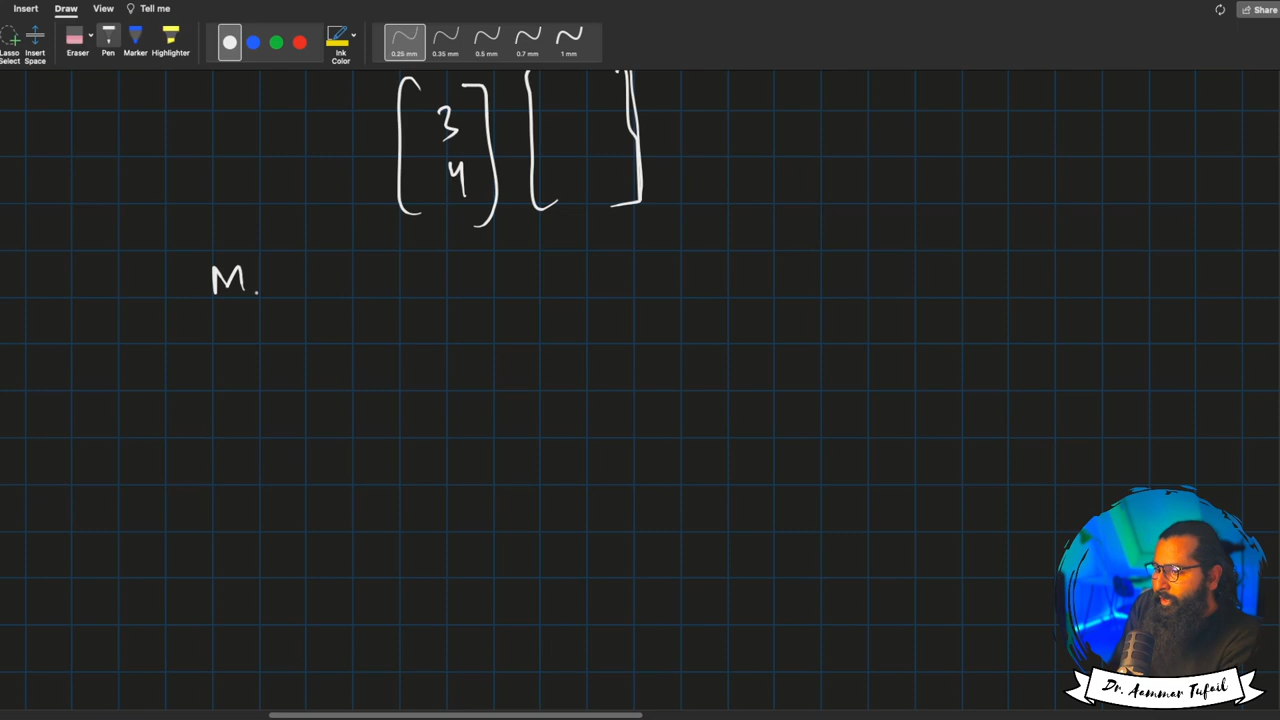 Insert Draw View Tell me
Share
Lasso Select
Insert Space
Eraser
Pen
Marker
Highlighter
Ink Color
0.25 mm
0.35 mm
0.5 mm
0.7 mm
1 mm
3
4
M.
Dr. Aammar Tufail